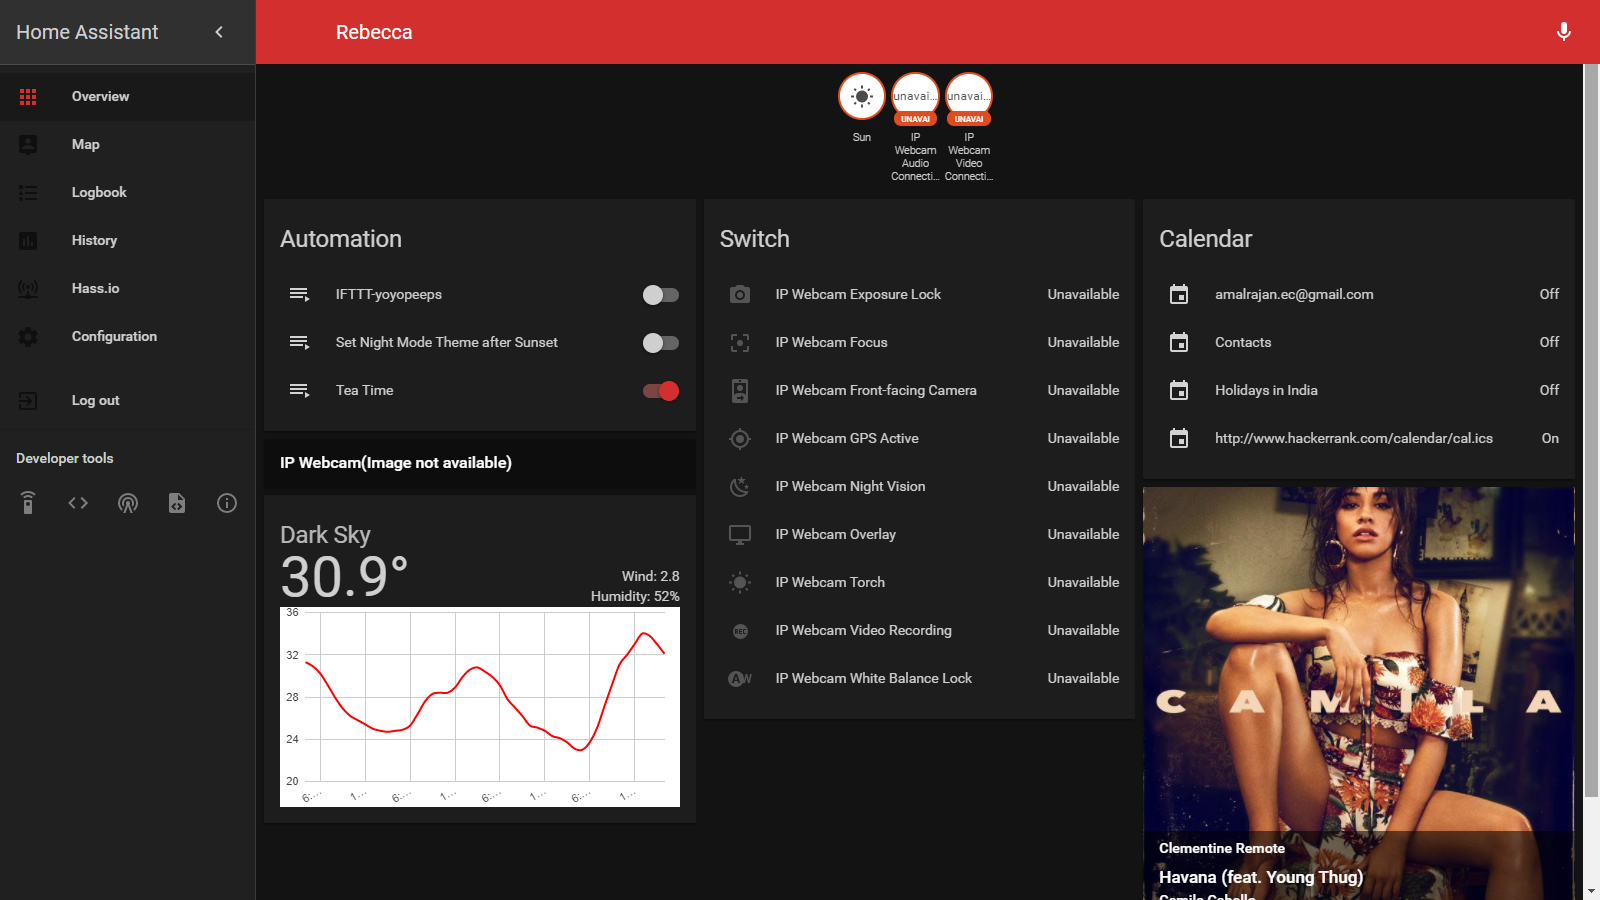 Home Assistant
Rebecca
Overview
Map
Logbook
History
Hass.io
Configuration
Log out
Developer tools
unavai...
UNAVAI
unavai...
UNAVAI
Sun
IP
Webcam
Audio
Connecti...
IP
Webcam
Video
Connecti...
Automation
IFTTT-yoyopeeps
Set Night Mode Theme after Sunset
Tea Time
IP Webcam(Image not available)
Dark Sky
30.9°
Wind: 2.8
Humidity: 52%
36
32
28
24
20
6:...
1...
6:...
1...
6:...
1...
6:...
1...
Switch
IP Webcam Exposure Lock Unavailable
IP Webcam Focus Unavailable
IP Webcam Front-facing Camera Unavailable
IP Webcam GPS Active Unavailable
IP Webcam Night Vision Unavailable
IP Webcam Overlay Unavailable
IP Webcam Torch Unavailable
REC IP Webcam Video Recording Unavailable
AW IP Webcam White Balance Lock Unavailable
Calendar
amalrajan.ec@gmail.com Off
Contacts Off
Holidays in India Off
http://www.hackerrank.com/calendar/cal.ics On
CAMILA
Clementine Remote
Havana (feat. Young Thug)
Camila Cabello